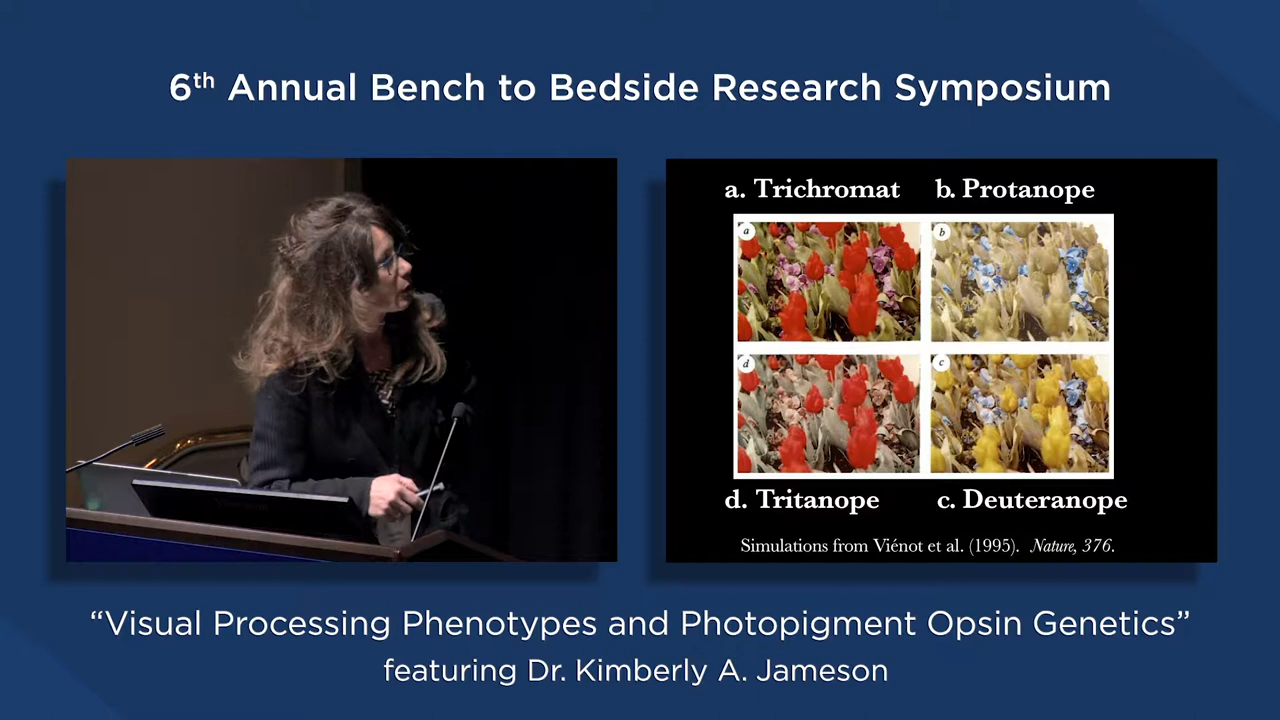 6th Annual Bench to Bedside Research Symposium
a. Trichromat b. Protanope
a
b
d
c
d. Tritanope c. Deuteranope
Simulations from Viénot et al. (1995). Nature, 376.
“Visual Processing Phenotypes and Photopigment Opsin Genetics”
featuring Dr. Kimberly A. Jameson